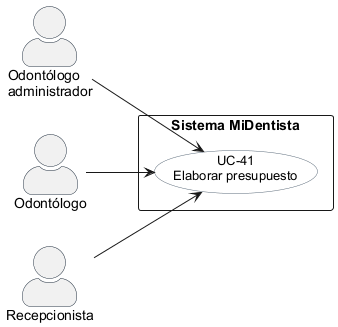 Odontólogo
administrador
Sistema MiDentista
UC-41
Elaborar presupuesto
Odontólogo
Recepcionista